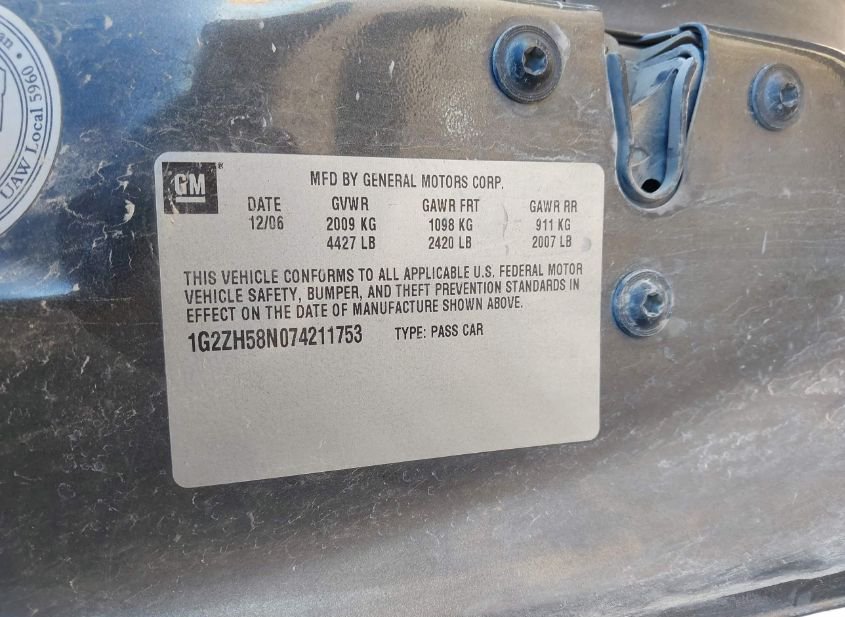 an
UAW Local 5960
GM
MFD BY GENERAL MOTORS CORP.
DATE GVWR GAWR FRT GAWR RR
12/06 2009 KG 1098 KG 911 KG
4427 LB 2420 LB 2007 LB
THIS VEHICLE CONFORMS TO ALL APPLICABLE U.S. FEDERAL MOTOR
VEHICLE SAFETY, BUMPER, AND THEFT PREVENTION STANDARDS IN
EFFECT ON THE DATE OF MANUFACTURE SHOWN ABOVE.
1G2ZH58N074211753 TYPE: PASS CAR